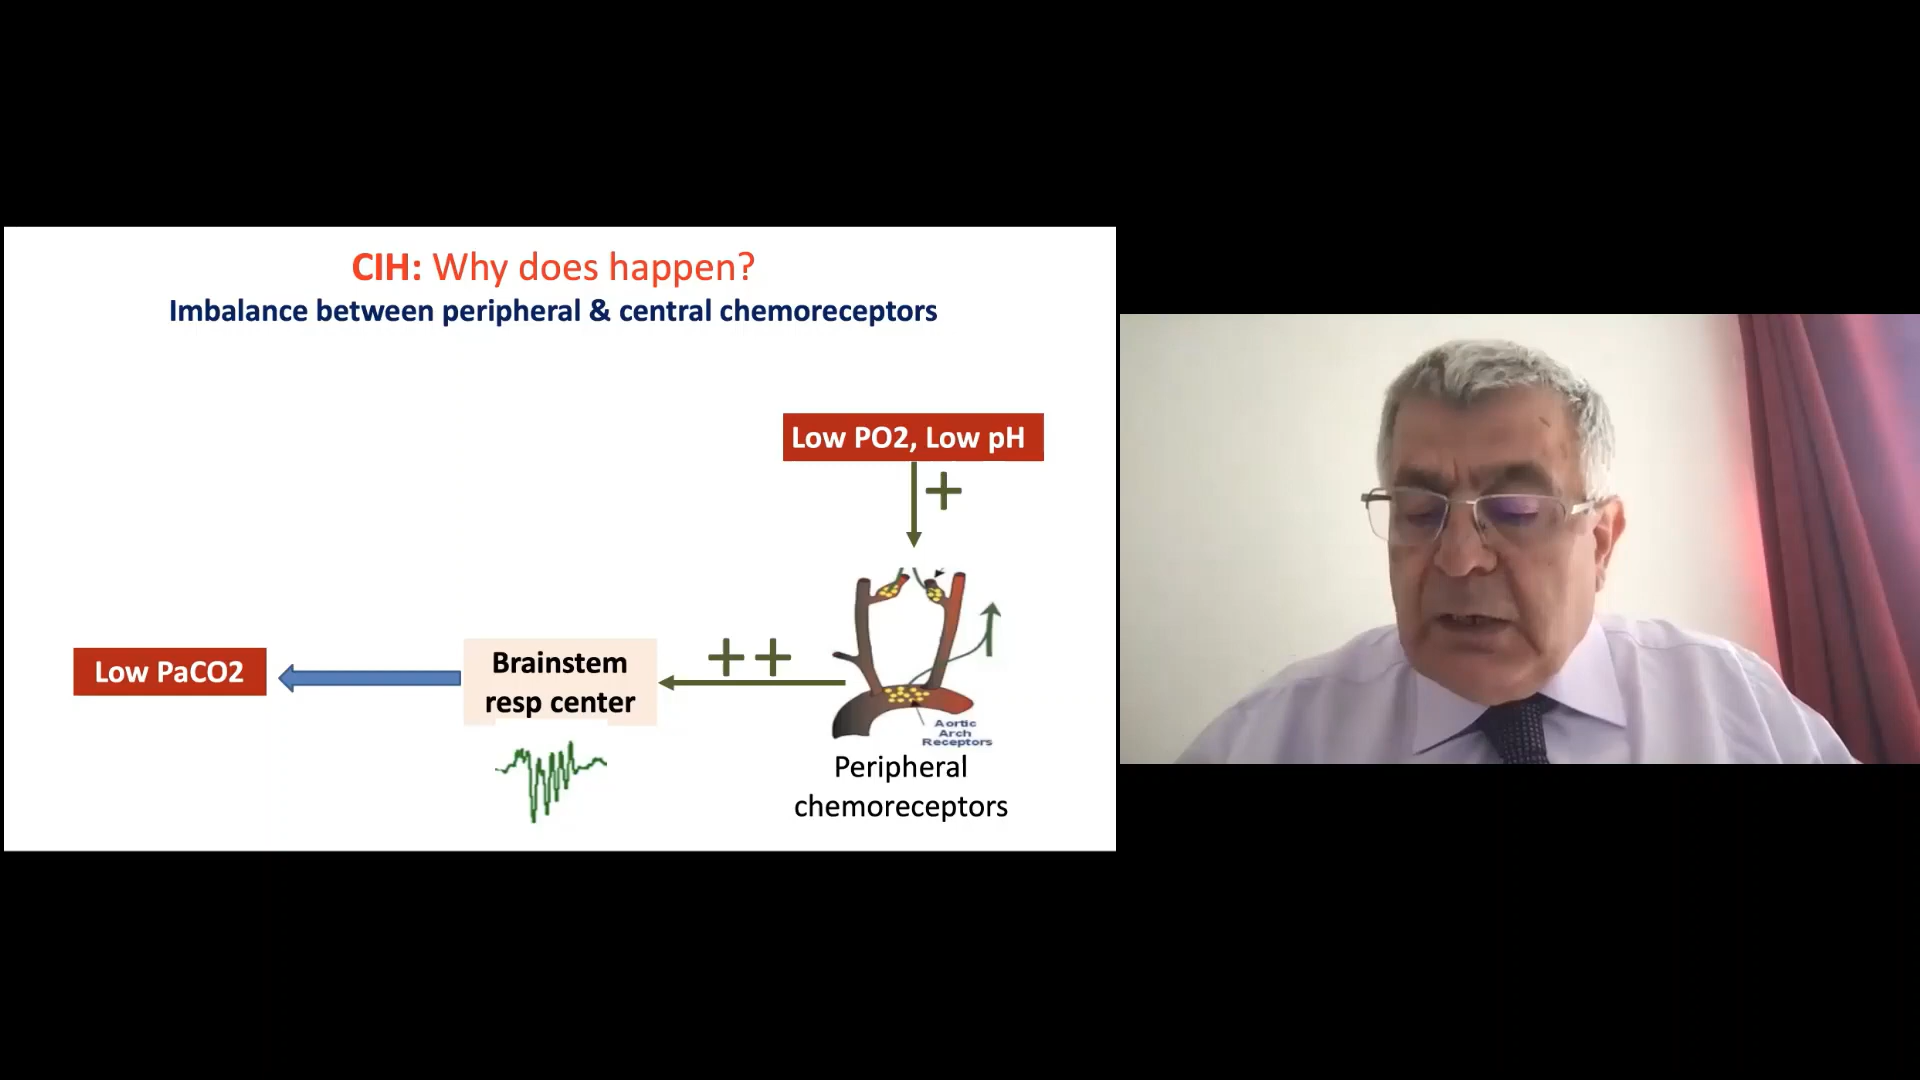 CIH: Why does happen?
Imbalance between peripheral & central chemoreceptors
Low PO2, Low pH
+
Low PaCO2
Brainstem
resp center
++
Aortic
Arch
Receptors
Peripheral
chemoreceptors